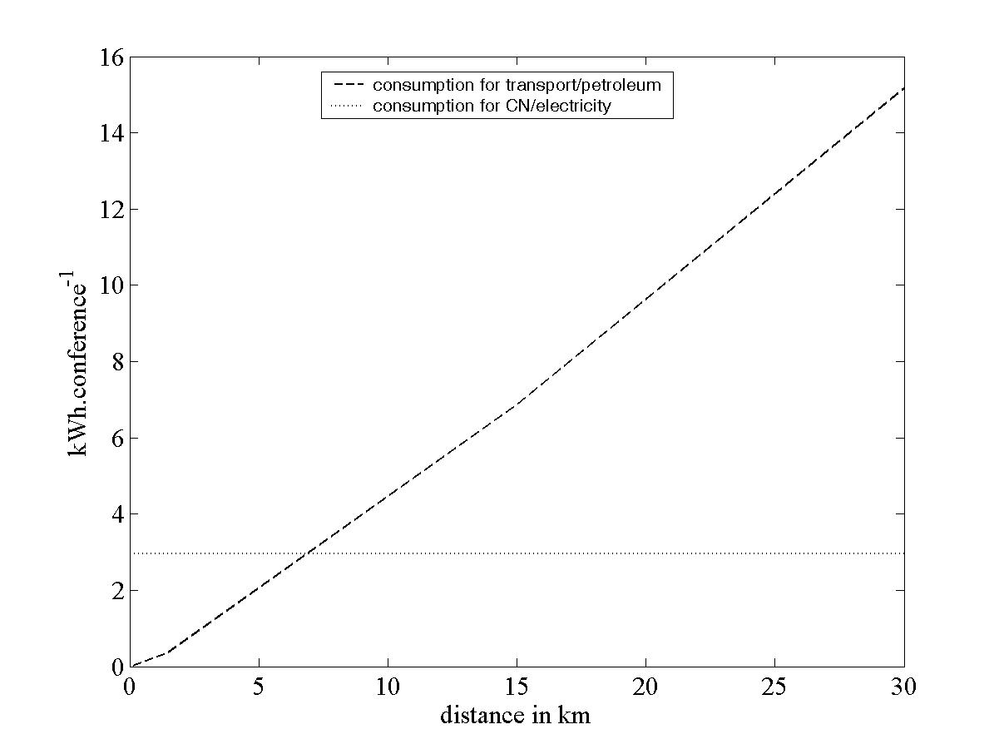 16
14
12
10
8
6
4
2
0
kWh.conference-1
consumption for transport/petroleum
consumption for CN/electricity
0 5 10 15 20 25 30
distance in km